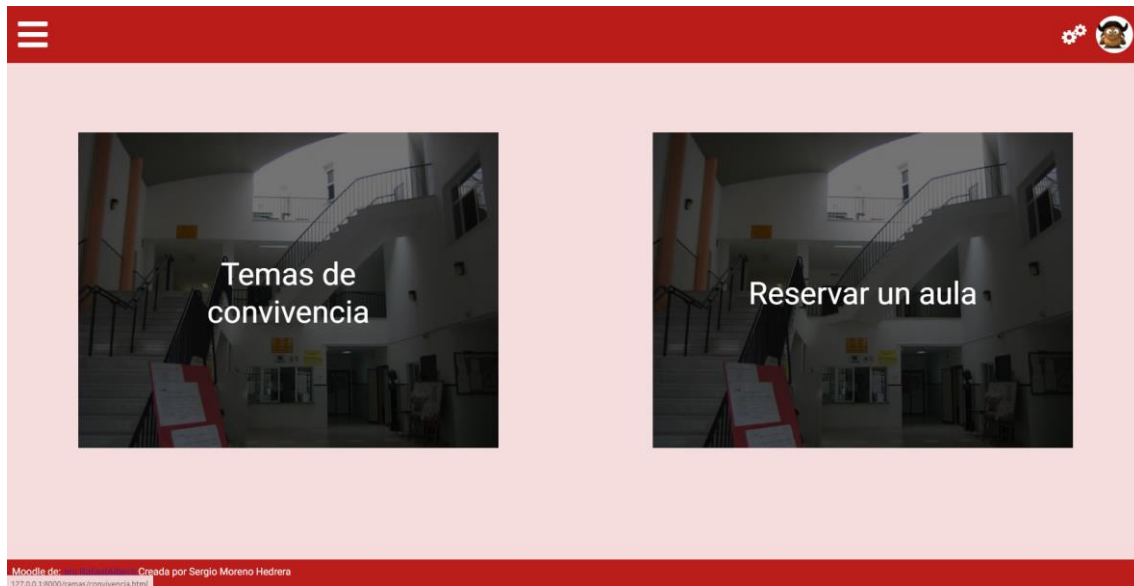 Temas de
convivencia
Reservar un aula
Moodle de: Creada por Sergio Moreno Hedrera
127.0.0.1:8000/ramas/convivencia.html